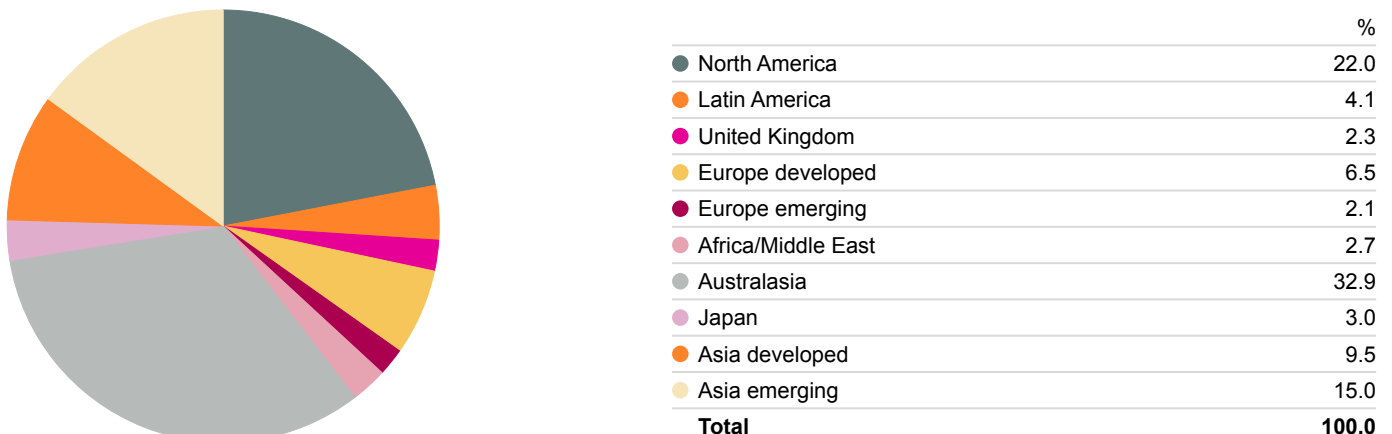 %
North America 22.0
Latin America 4.1
United Kingdom 2.3
Europe developed 6.5
Europe emerging 2.1
Africa/Middle East 2.7
Australasia 32.9
Japan 3.0
Asia developed 9.5
Asia emerging 15.0
Total 100.0